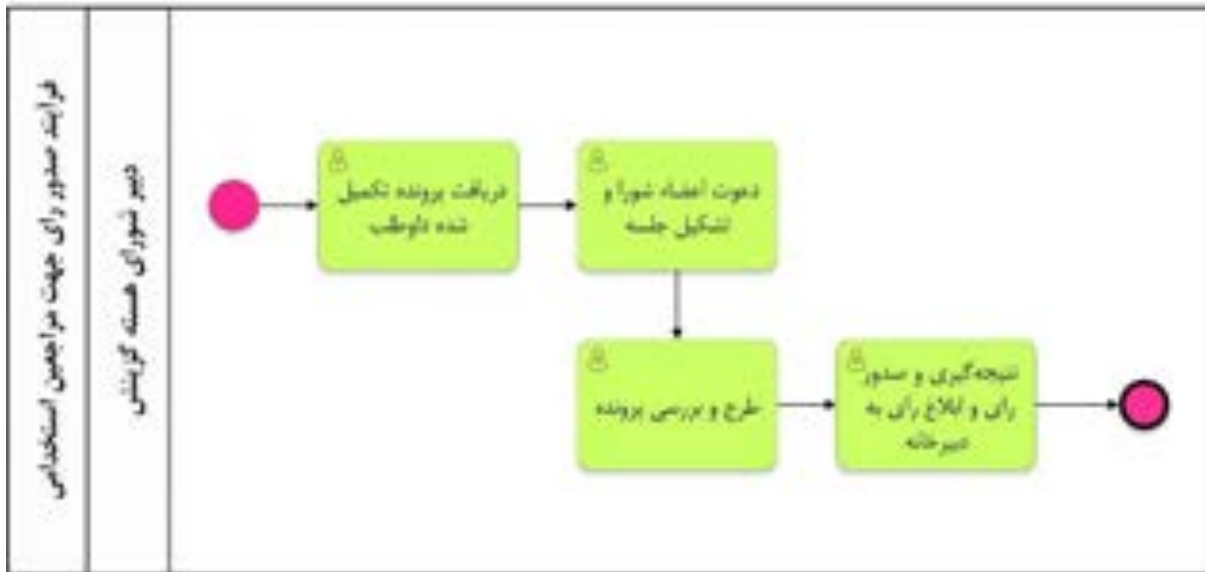 فرایند صدور رای جهت مراجعین استخدامی
دبیر شورای هسته گزینش
دریافت پرونده تکمیل
شده داوطلب
دعوت اعضاء شورا و
تشکیل جلسه
طرح و بررسی پرونده
نتیجه‌گیری و صدور
رای و ابلاغ رای به
دبیرخانه